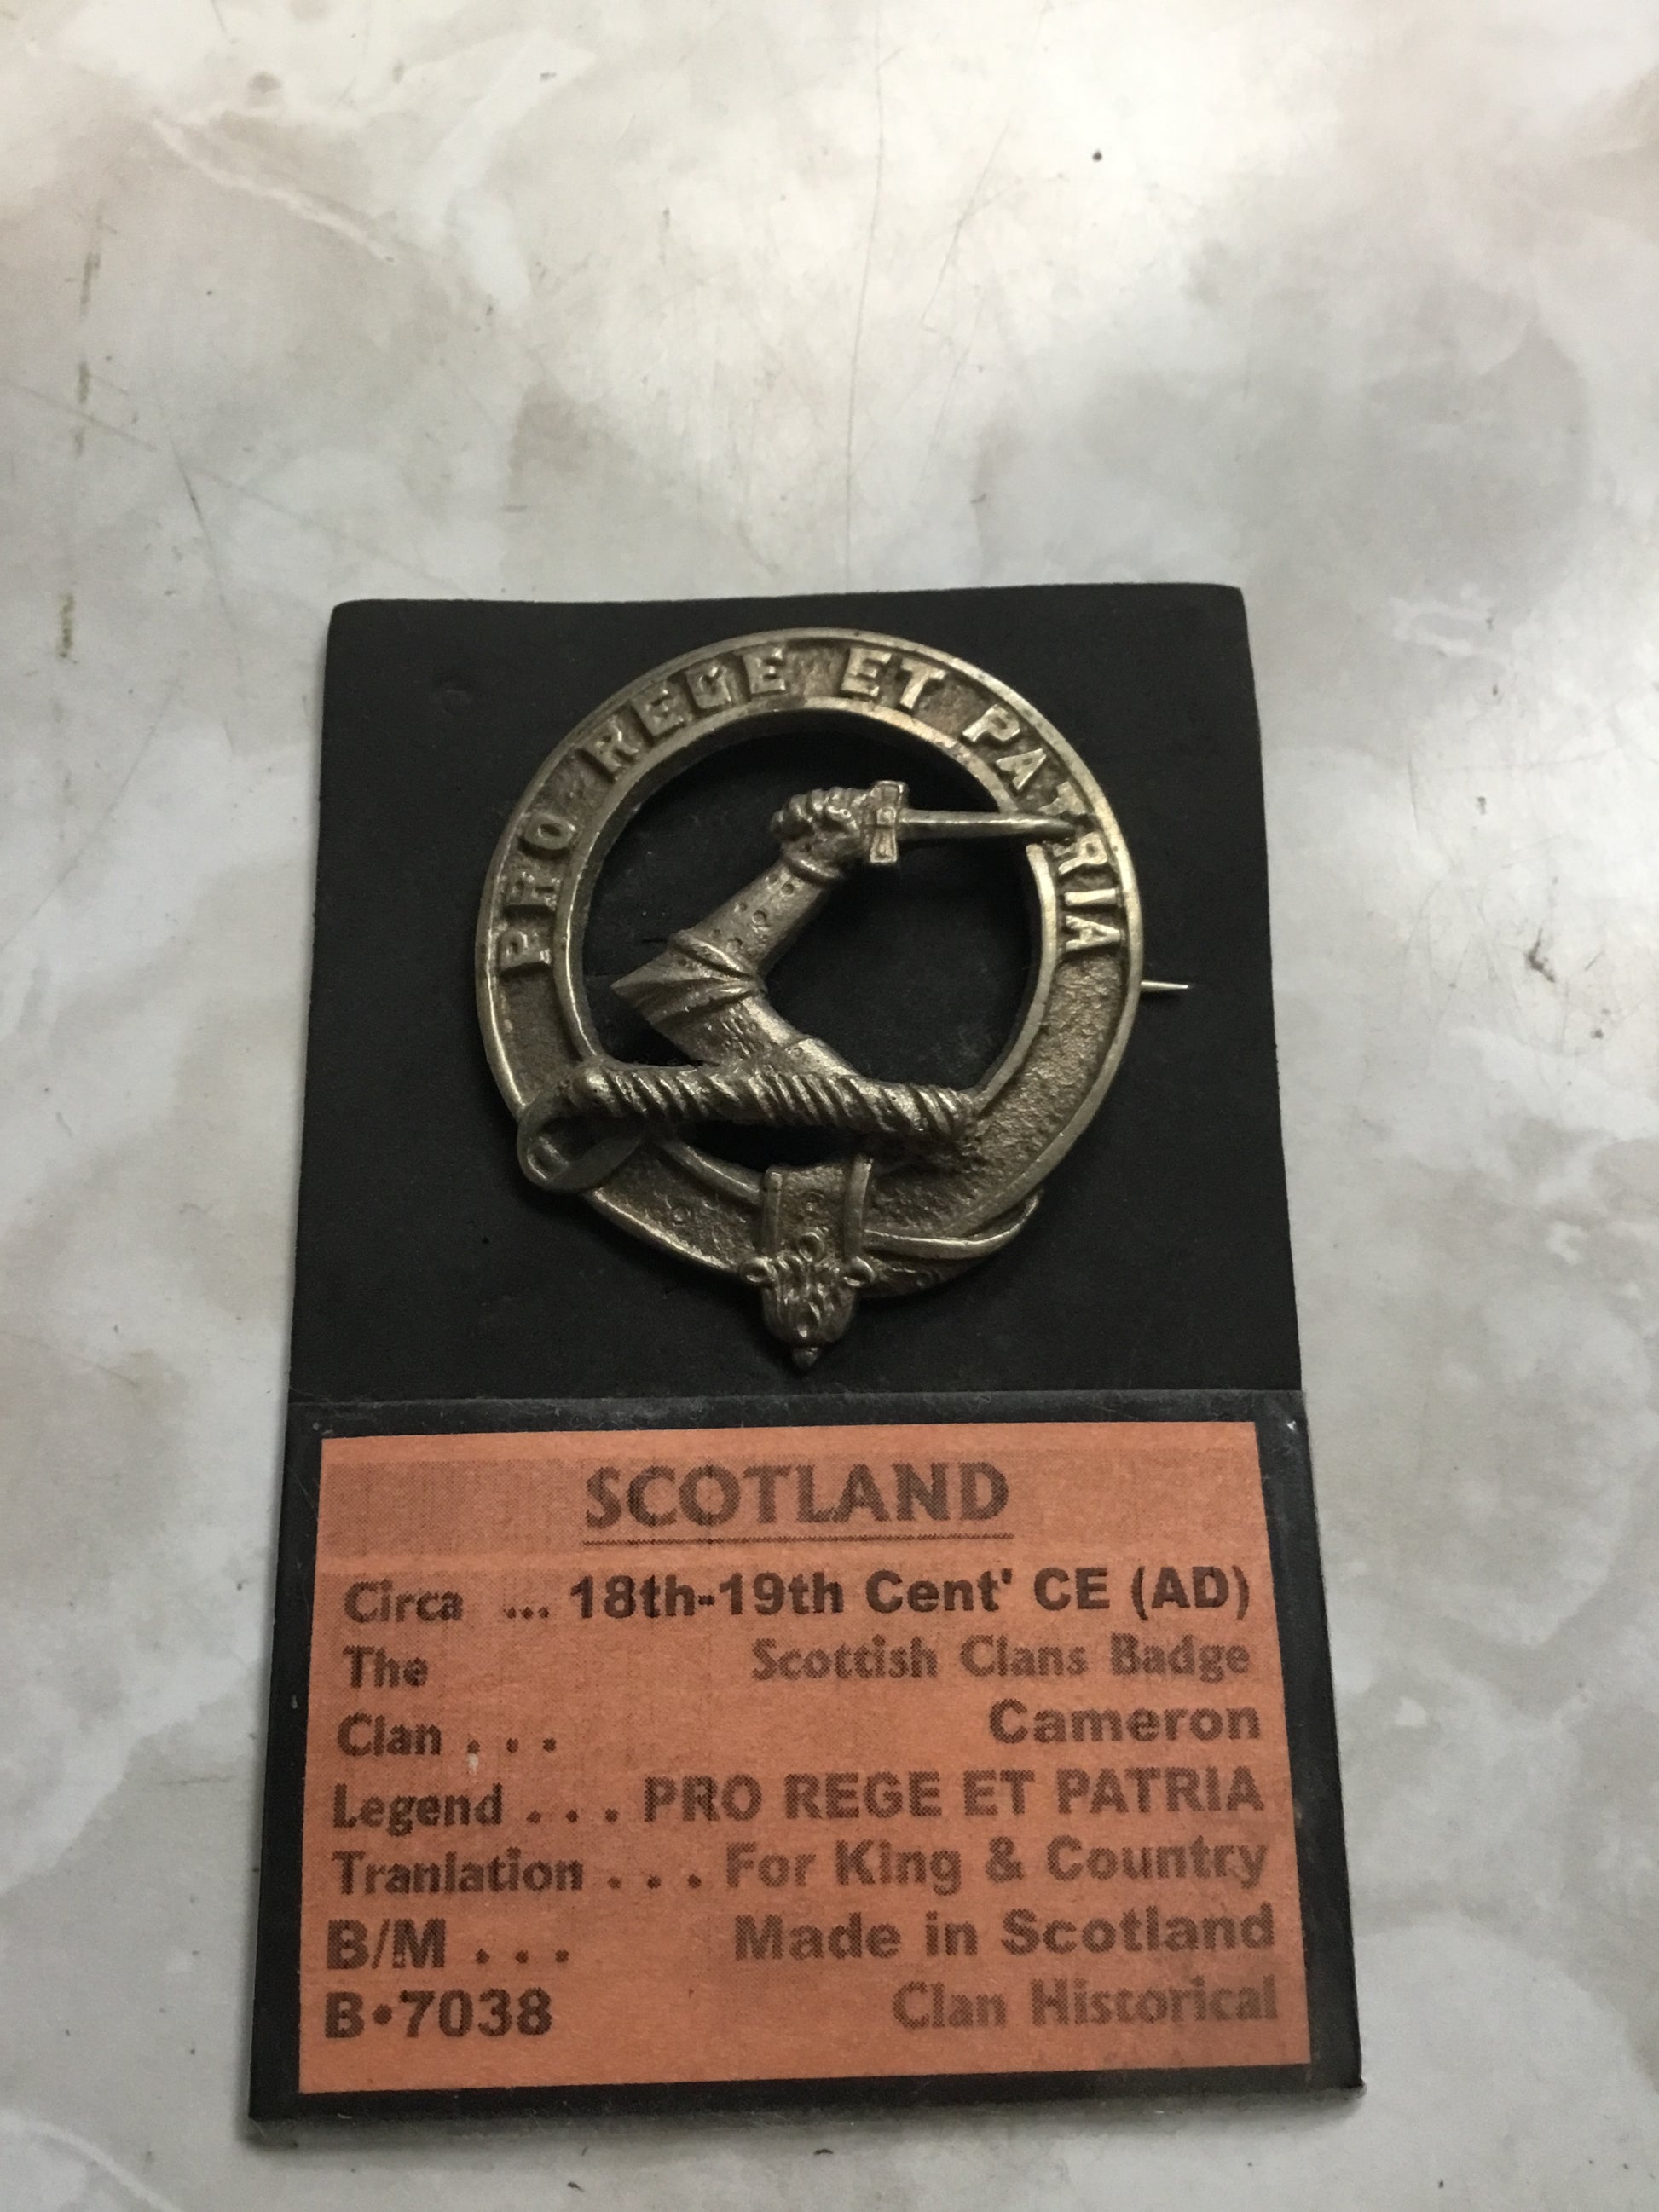 PRO REGE ET PATRIA
SCOTLAND
Circa ... 18th-19th Cent' CE (AD)
The Scottish Clans Badge
Clan . . . Cameron
Legend . . . PRO REGE ET PATRIA
Tranlation . . . For King & Country
B/M . . . Made in Scotland
B•7038 Clan Historical